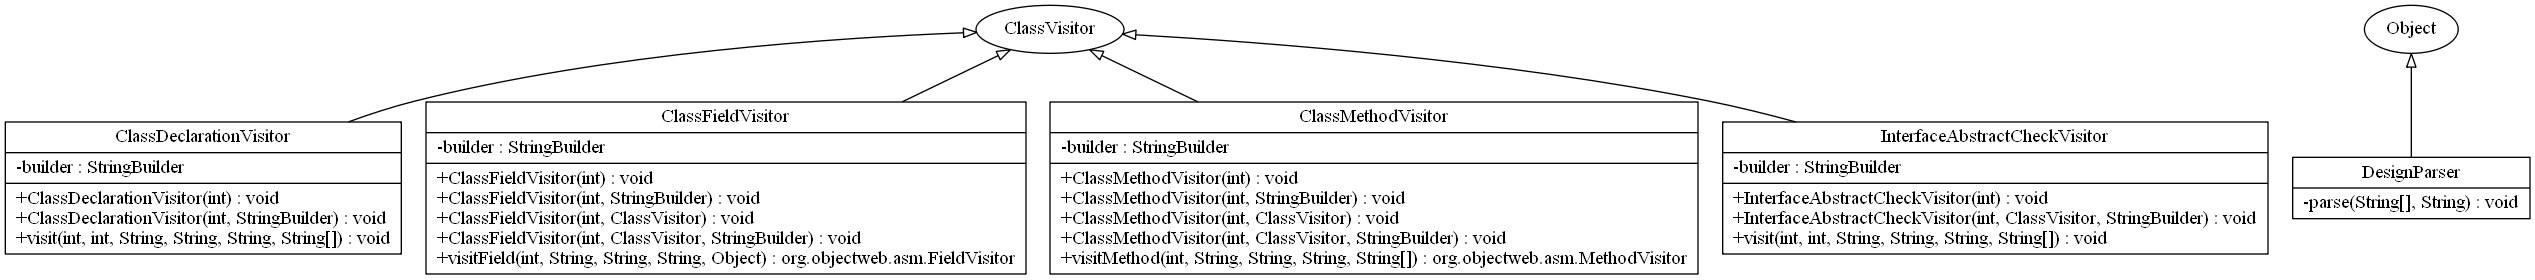 ClassVisitor
Object
ClassDeclarationVisitor
-builder : StringBuilder
+ClassDeclarationVisitor(int) : void
+ClassDeclarationVisitor(int, StringBuilder) : void
+visit(int, int, String, String, String, String[]) : void
ClassFieldVisitor
-builder : StringBuilder
+ClassFieldVisitor(int) : void
+ClassFieldVisitor(int, StringBuilder) : void
+ClassFieldVisitor(int, ClassVisitor) : void
+ClassFieldVisitor(int, ClassVisitor, StringBuilder) : void
+visitField(int, String, String, String, Object) : org.objectweb.asm.FieldVisitor
ClassMethodVisitor
-builder : StringBuilder
+ClassMethodVisitor(int) : void
+ClassMethodVisitor(int, StringBuilder) : void
+ClassMethodVisitor(int, ClassVisitor) : void
+ClassMethodVisitor(int, ClassVisitor, StringBuilder) : void
+visitMethod(int, String, String, String, String[]) : org.objectweb.asm.MethodVisitor
InterfaceAbstractCheckVisitor
-builder : StringBuilder
+InterfaceAbstractCheckVisitor(int) : void
+InterfaceAbstractCheckVisitor(int, ClassVisitor, StringBuilder) : void
+visit(int, int, String, String, String, String[]) : void
DesignParser
-parse(String[], String) : void